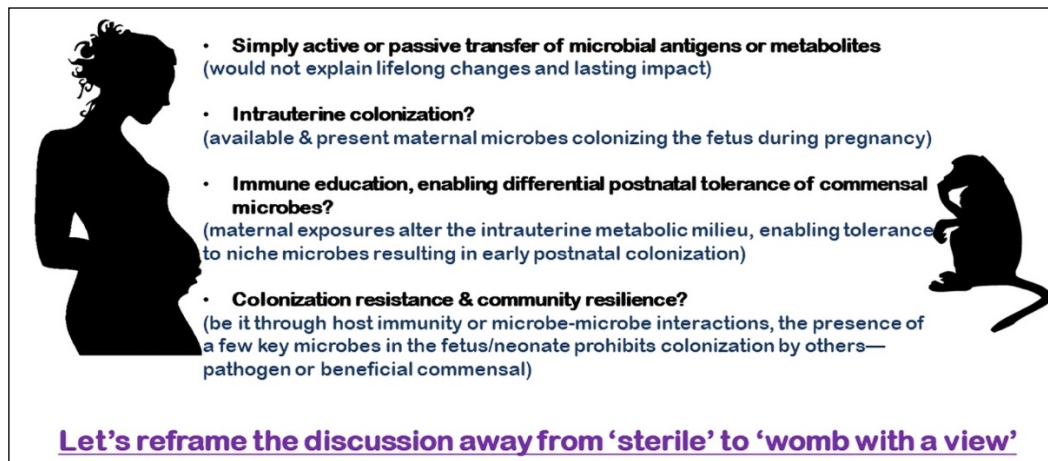 • Simply active or passive transfer of microbial antigens or metabolites
(would not explain lifelong changes and lasting impact)
• Intrauterine colonization?
(available & present maternal microbes colonizing the fetus during pregnancy)
• Immune education, enabling differential postnatal tolerance of commensal
microbes?
(maternal exposures alter the intrauterine metabolic milieu, enabling tolerance
to niche microbes resulting in early postnatal colonization)
• Colonization resistance & community resilience?
(be it through host immunity or microbe-microbe interactions, the presence of
a few key microbes in the fetus/neonate prohibits colonization by others—
pathogen or beneficial commensal)
Let's reframe the discussion away from 'sterile' to 'womb with a view'